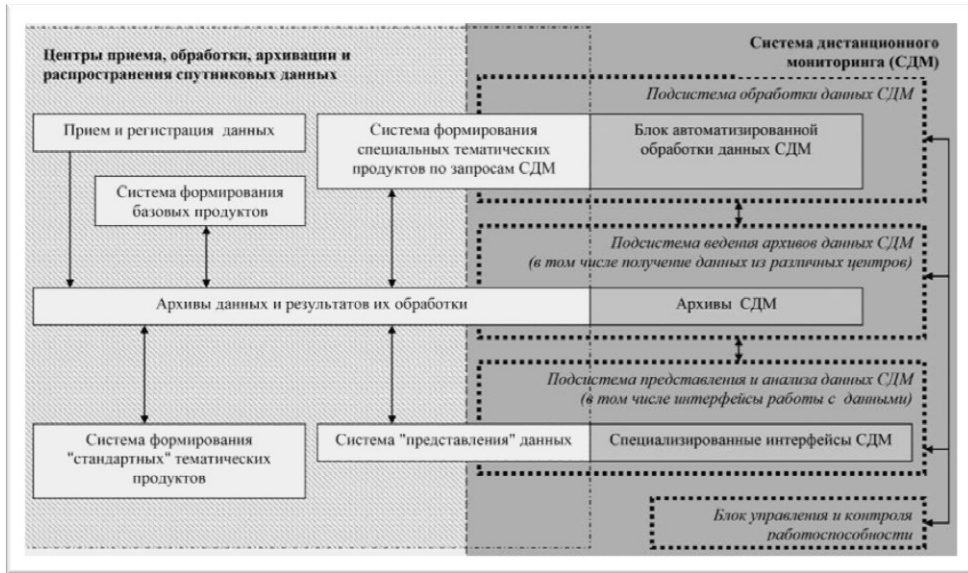 Центры приема, обработки, архивации и
распространения спутниковых данных
Система дистанционного
мониторинга (СДМ)
Подсистема обработки данных СДМ
Прием и регистрация данных
Система формирования
специальных тематических
продуктов по запросам СДМ
Блок автоматизированной
обработки данных СДМ
Система формирования
базовых продуктов
Подсистема ведения архивов данных СДМ
(в том числе получение данных из различных центров)
Архивы данных и результатов их обработки
Архивы СДМ
Подсистема представления и анализа данных СДМ
(в том числе интерфейсы работы с данными)
Система формирования
"стандартных" тематических
продуктов
Система "представления" данных
Специализированные интерфейсы СДМ
Блок управления и контроля
работоспособности